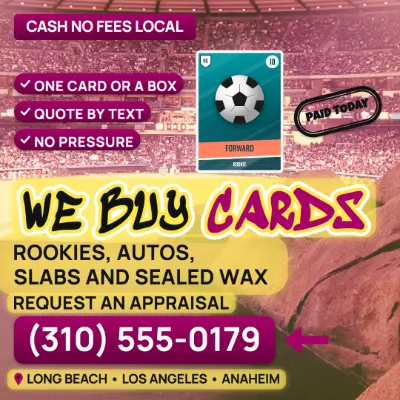 CASH NO FEES LOCAL
ONE CARD OR A BOX
QUOTE BY TEXT
NO PRESSURE
10
FORWARD
ROOKIE
PAID TODAY
WE BUY CARDS
ROOKIES, AUTOS,
SLABS AND SEALED WAX
REQUEST AN APPRAISAL
(310) 555-0179
LONG BEACH • LOS ANGELES • ANAHEIM